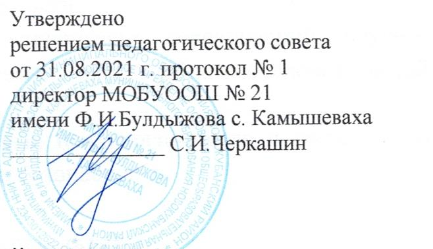 Утверждено
решением педагогического совета
от 31.08.2021 г. протокол № 1
директор МОБУООШ № 21
имени Ф.И.Булдыжова с. Камышеваха
_______________ С.И.Черкашин